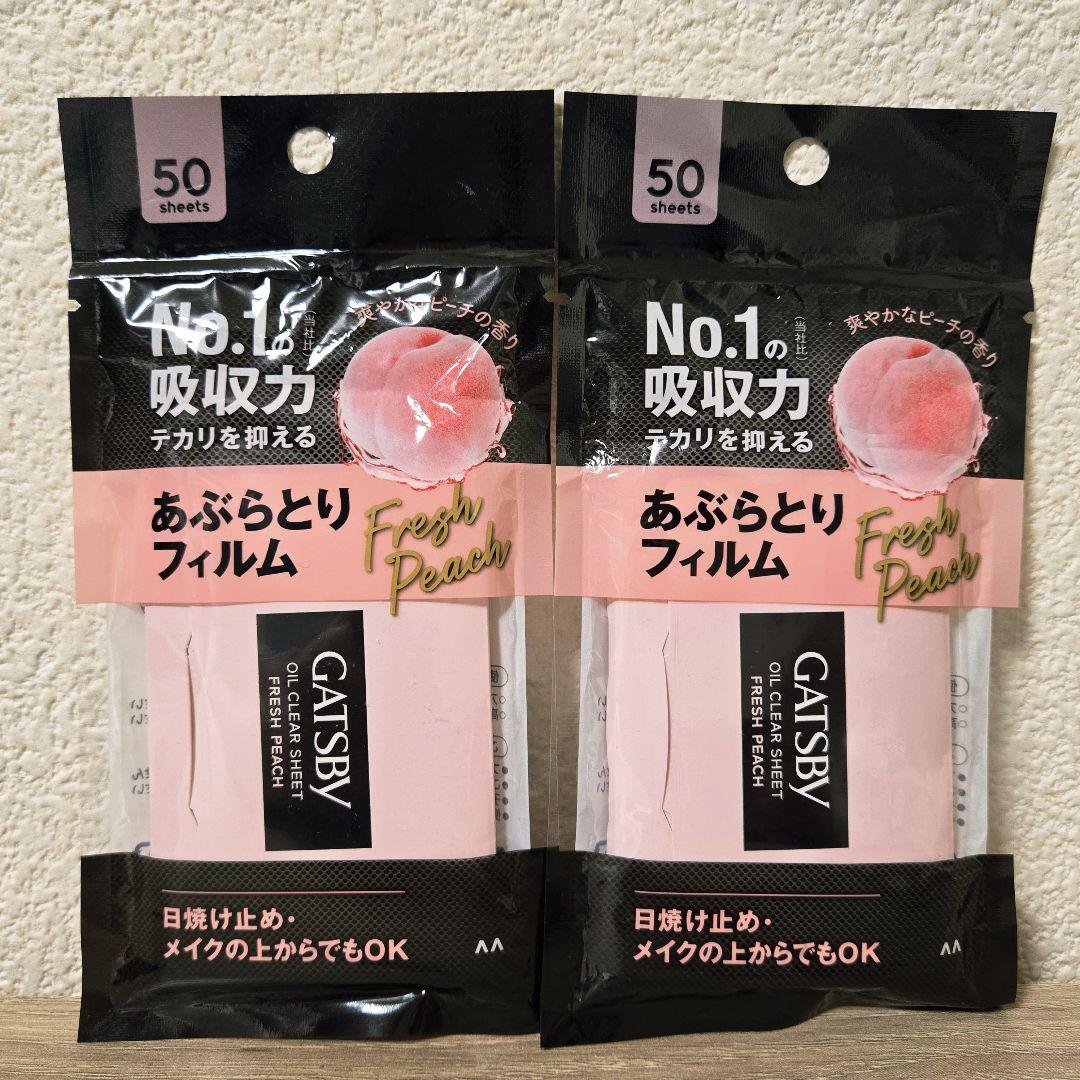 50
sheets
No.1の
(当社比)
吸収力
テカリを抑える
爽やかなピーチの香り
あぶらとり
フィルム
Fresh
Peach
GATSBY
OIL CLEAR SHEET
FRESH PEACH
日焼け止め・
メイクの上からでもOK
50
sheets
No.1の
(当社比)
吸収力
テカリを抑える
爽やかなピーチの香り
あぶらとり
フィルム
Fresh
Peach
GATSBY
OIL CLEAR SHEET
FRESH PEACH
日焼け止め・
メイクの上からでもOK